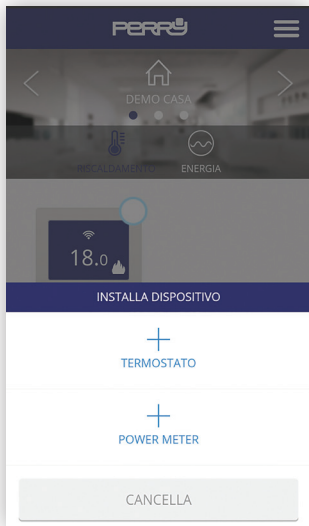 PERRY
DEMO CASA
RISCALDAMENTO
ENERGIA
18.0
INSTALLA DISPOSITIVO
TERMOSTATO
POWER METER
CANCELLA